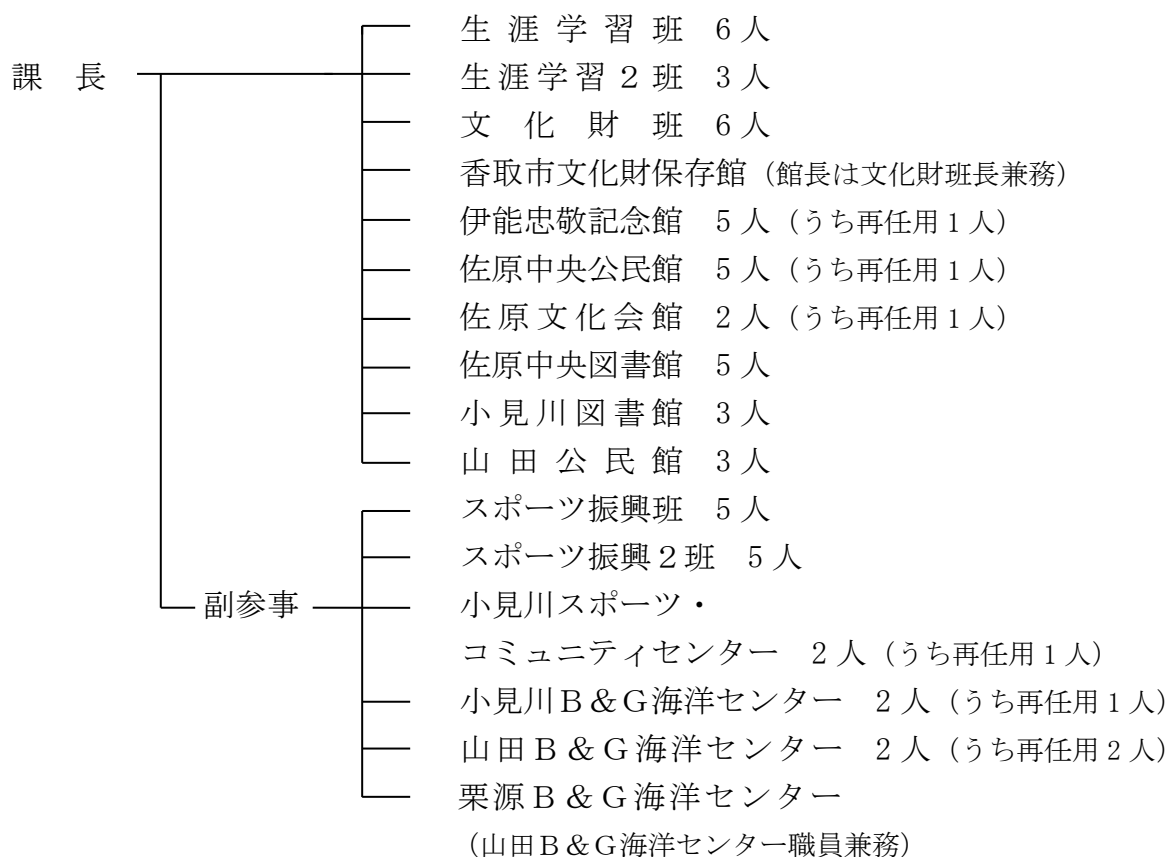 生涯学習班 6人
課長
生涯学習２班 3人
文化財班 6人
香取市文化財保存館（館長は文化財班長兼務）
伊能忠敬記念館 5人（うち再任用1人）
佐原中央公民館 5人（うち再任用1人）
佐原文化会館 2人（うち再任用1人）
佐原中央図書館 5人
小見川図書館 3人
山田公民館 3人
スポーツ振興班 5人
スポーツ振興２班 5人
副参事
小見川スポーツ・
コミュニティセンター 2人（うち再任用1人）
小見川Ｂ＆Ｇ海洋センター 2人（うち再任用1人）
山田Ｂ＆Ｇ海洋センター 2人（うち再任用2人）
栗源Ｂ＆Ｇ海洋センター
（山田Ｂ＆Ｇ海洋センター職員兼務）